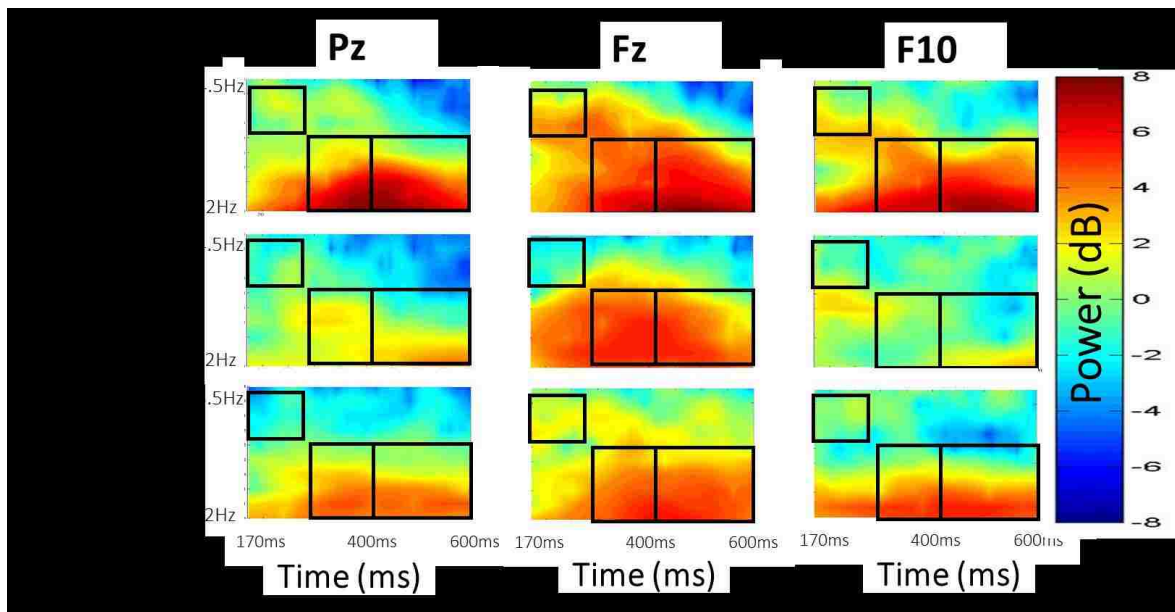 Pz Fz F10
.5Hz
2Hz
8
6
4
2
0
-2
-4
-6
-8
Power (dB)
.5Hz
2Hz
.5Hz
2Hz
170ms 400ms 600ms 170ms 400ms 600ms 170ms 400ms 600ms
Time (ms) Time (ms) Time (ms)